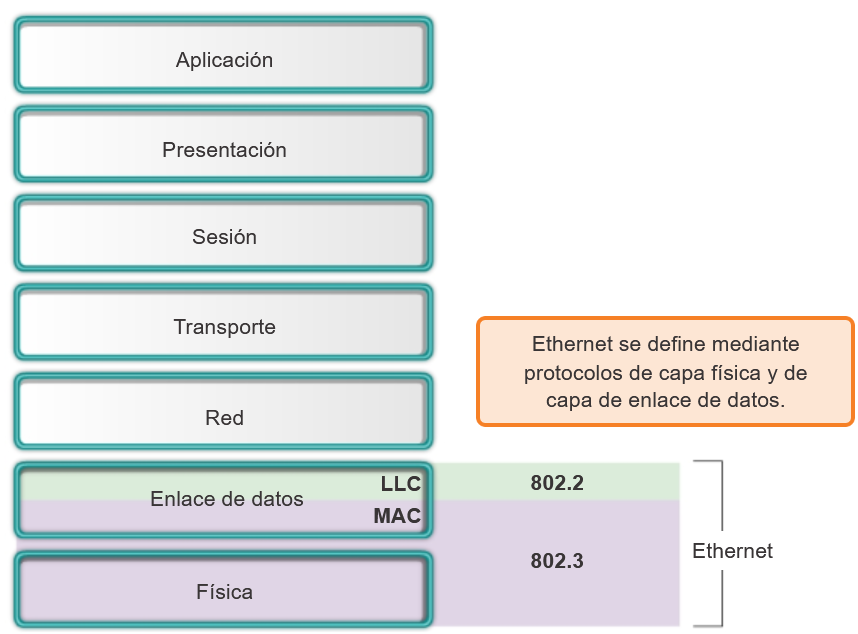 Aplicación
Presentación
Sesión
Transporte
Ethernet se define mediante
protocolos de capa física y de
capa de enlace de datos.
Red
Enlace de datos
LLC
MAC
802.2
802.3
Ethernet
Física